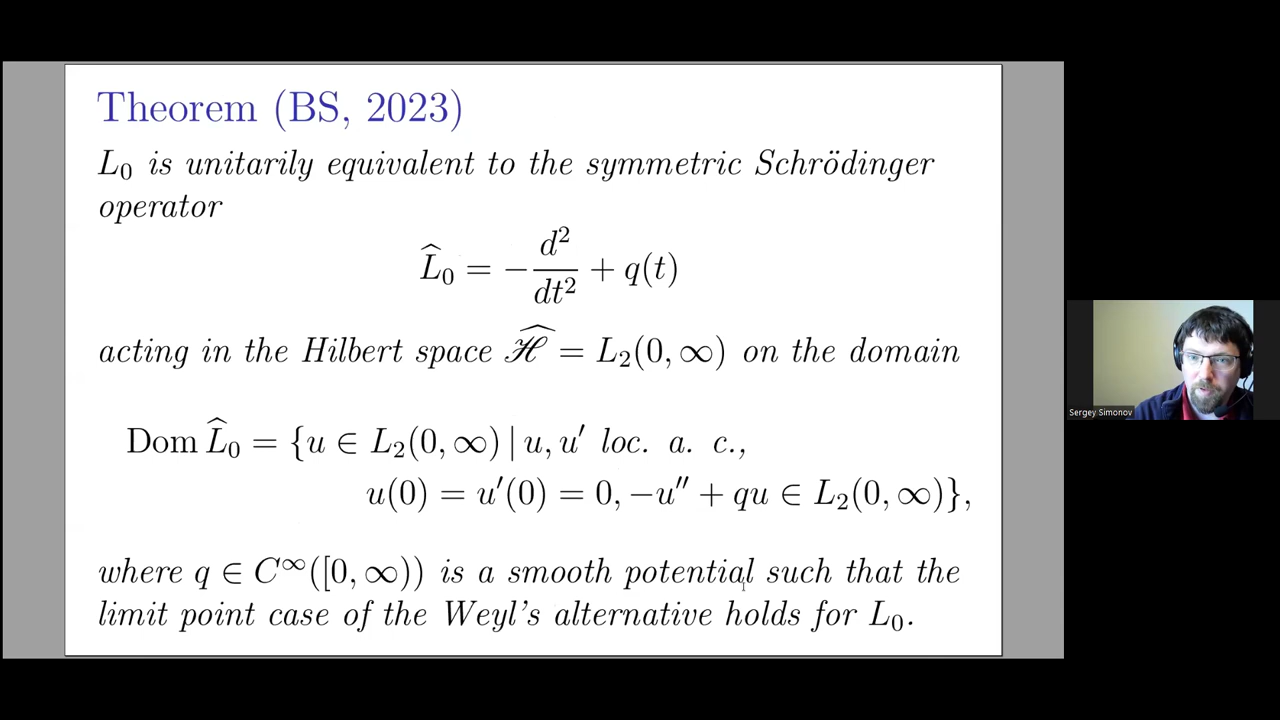 Theorem (BS, 2023)
L₀ is unitarily equivalent to the symmetric Schrödinger
operator
L̂₀ = −d²/dt² + q(t)
acting in the Hilbert space ℋ̂ = L₂(0, ∞) on the domain
Dom L̂₀ = {u ∈ L₂(0, ∞) | u, u′ loc. a. c.,
u(0) = u′(0) = 0, −u″ + qu ∈ L₂(0, ∞)},
where q ∈ C^∞([0, ∞)) is a smooth potential such that the
limit point case of the Weyl's alternative holds for L₀.
Sergey Simonov